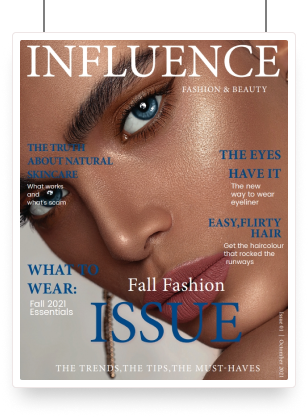 INFLUENCE
FASHION & BEAUTY
THE TRUTH
ABOUT NATURAL
SKINCARE
What works
and
what's scam
THE EYES
HAVE IT
The new
way to wear
eyeliner
EASY,FLIRTY
HAIR
Get the haircolour
that rocked the
runways
WHAT TO
WEAR:
Fall 2021
Essentials
Fall Fashion
ISSUE
THE TRENDS,THE TIPS,THE MUST-HAVES